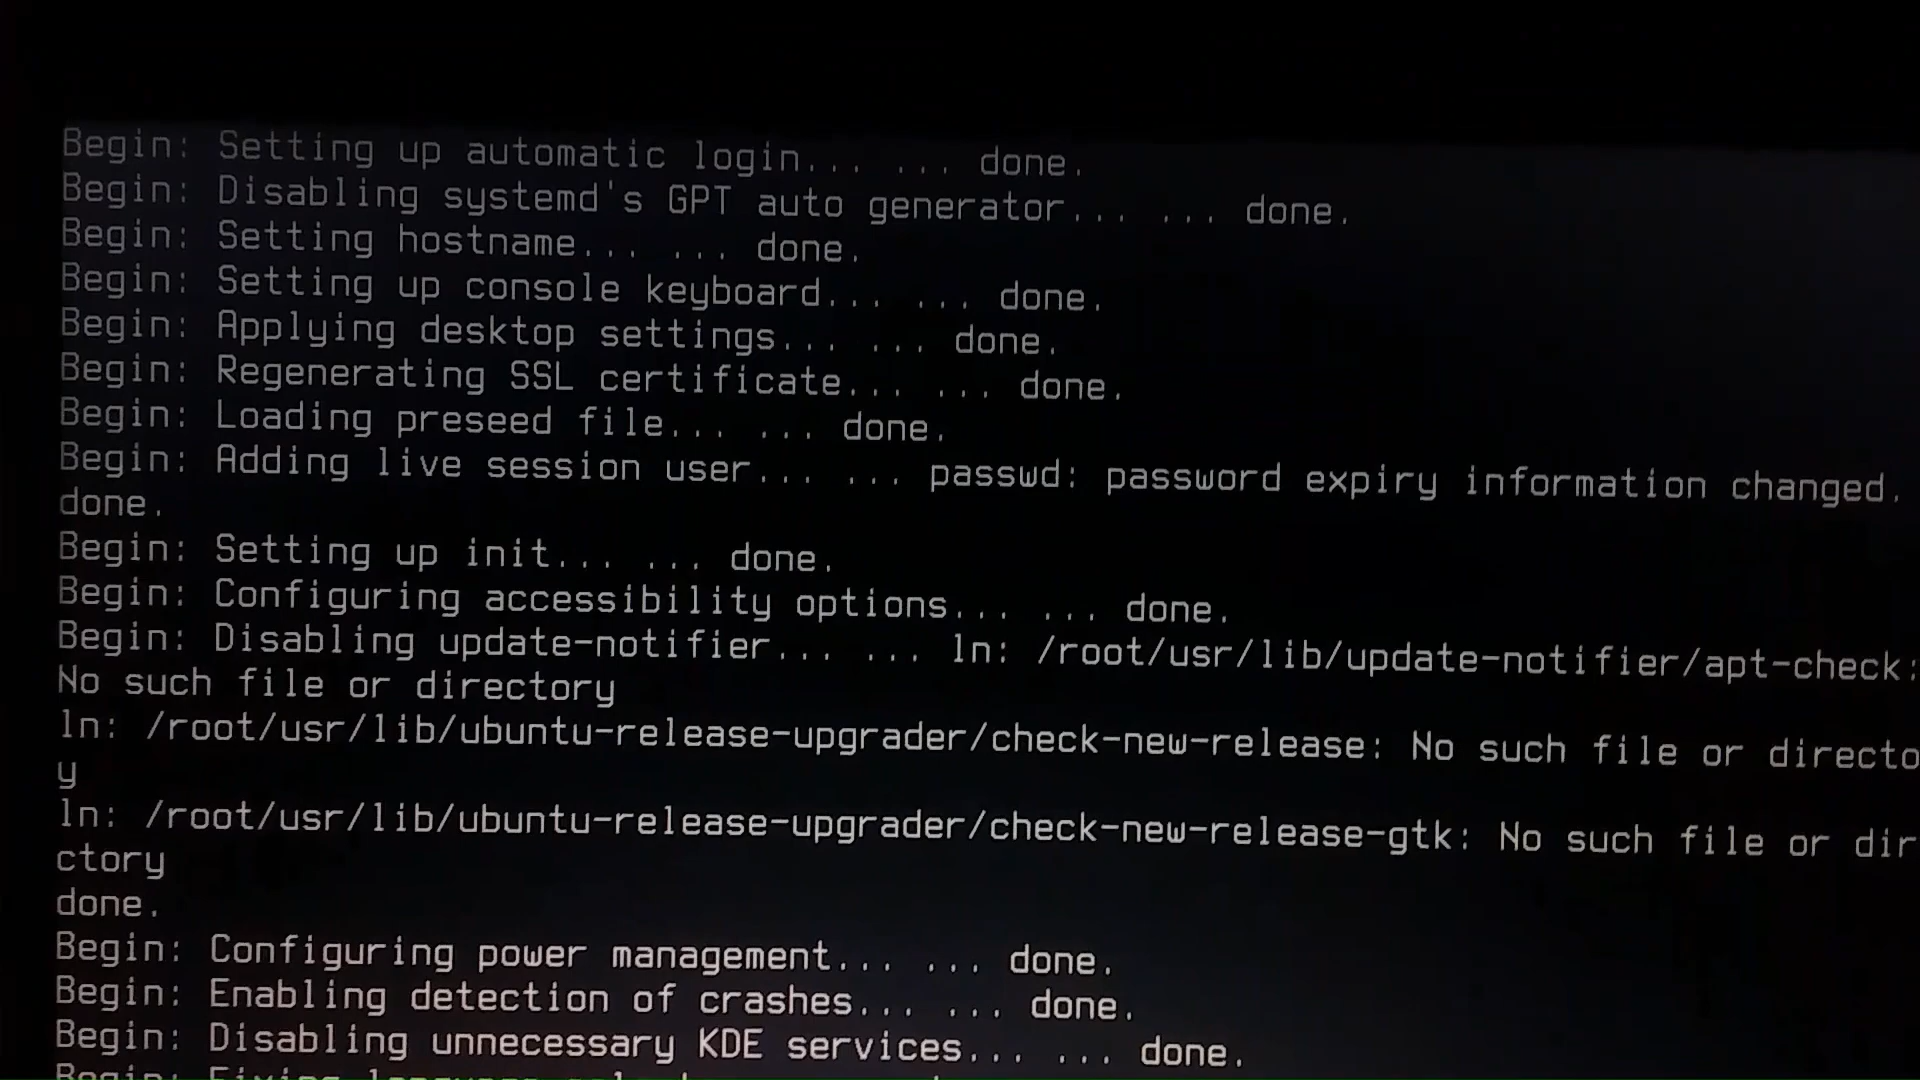 Begin: Setting up automatic login... ... done.
Begin: Disabling systemd's GPT auto generator... ... done.
Begin: Setting hostname... ... done.
Begin: Setting up console keyboard... ... done.
Begin: Applying desktop settings... ... done.
Begin: Regenerating SSL certificate... ... done.
Begin: Loading preseed file... ... done.
Begin: Adding live session user... ... passwd: password expiry information changed.
done.
Begin: Setting up init... ... done.
Begin: Configuring accessibility options... ... done.
Begin: Disabling update-notifier... ... ln: /root/usr/lib/update-notifier/apt-check:
No such file or directory
ln: /root/usr/lib/ubuntu-release-upgrader/check-new-release: No such file or directo
y
ln: /root/usr/lib/ubuntu-release-upgrader/check-new-release-gtk: No such file or dir
ctory
done.
Begin: Configuring power management... ... done.
Begin: Enabling detection of crashes... ... done.
Begin: Disabling unnecessary KDE services... ... done.
Begin: Fixing language